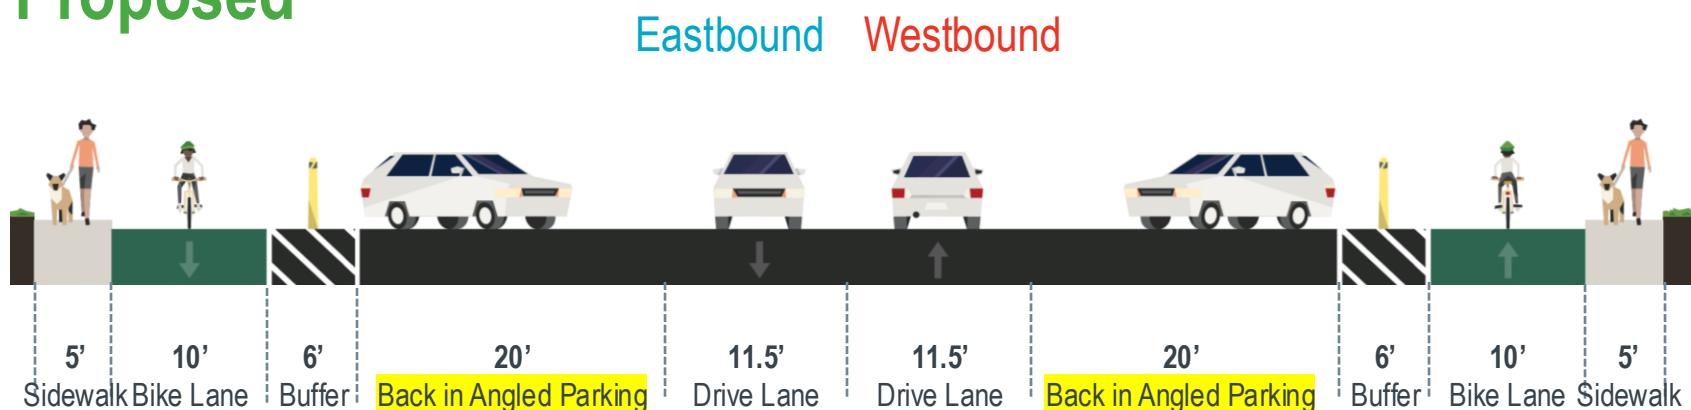 Proposed
Eastbound Westbound
5’ 10’ 6’ 20’ 11.5’ 11.5’ 20’ 6’ 10’ 5’
Sidewalk Bike Lane Buffer Back in Angled Parking Drive Lane Drive Lane Back in Angled Parking Buffer Bike Lane Sidewalk